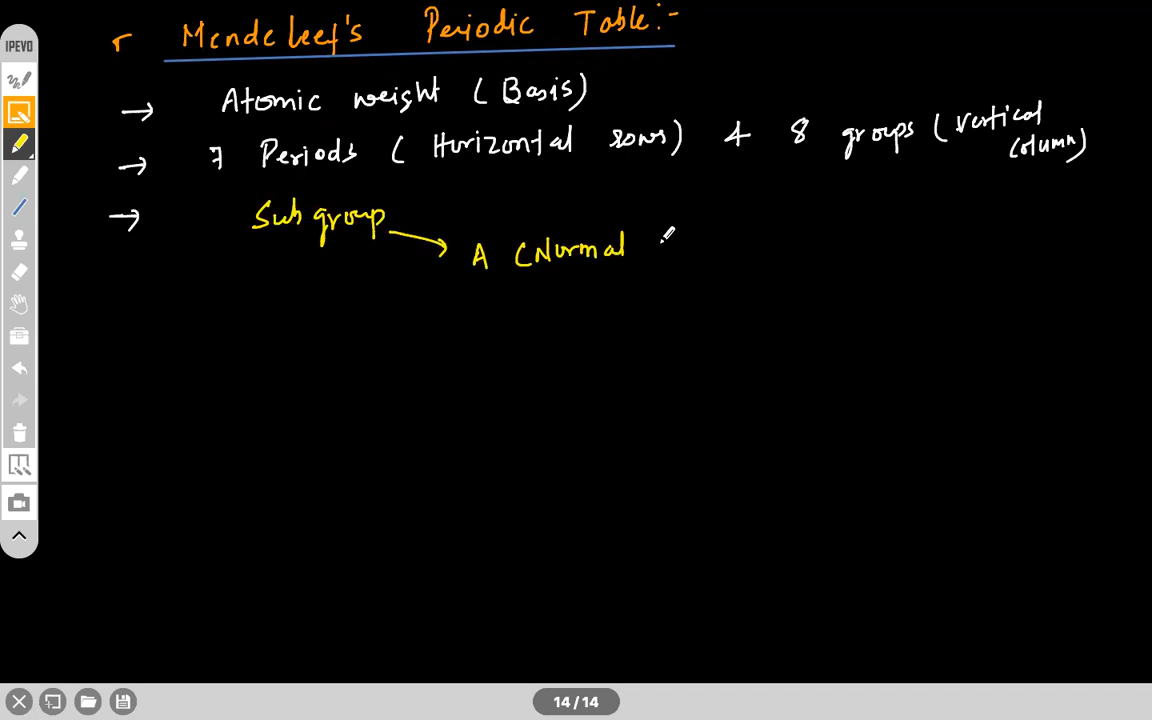 IPEVO
Mendeleef's Periodic Table:-
→ Atomic weight (Basis)
→ 7 Periods (Horizontal rows) & 8 groups (vertical column)
→ Sub group → A (Normal
14 / 14